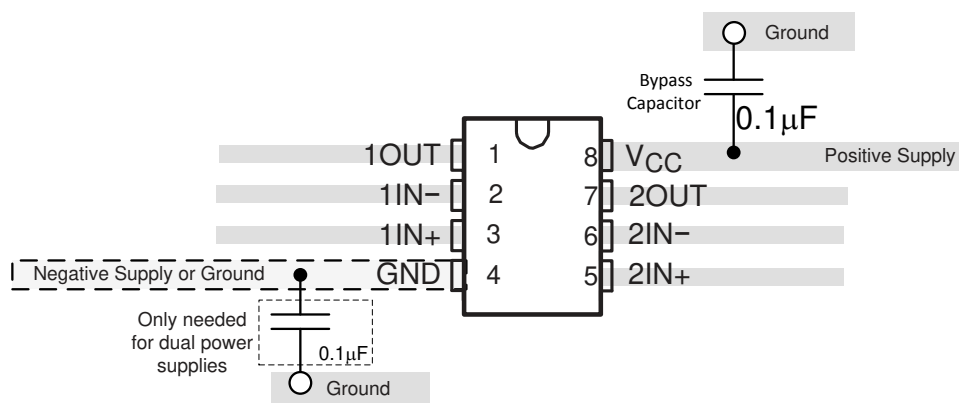 Ground
Bypass
Capacitor
0.1μF
1OUT 1 8 VCC Positive Supply
1IN− 2 7 2OUT
1IN+ 3 6 2IN−
Negative Supply or Ground GND 4 5 2IN+
Only needed
for dual power
supplies
0.1μF
Ground